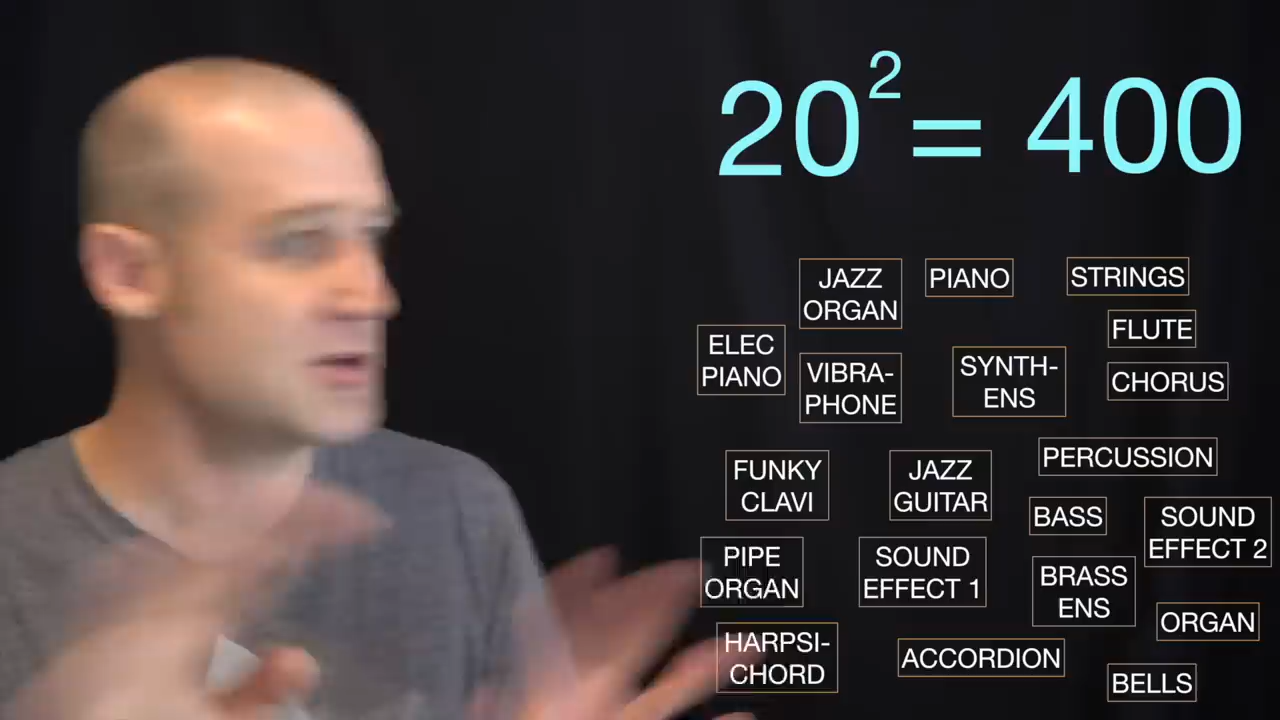 20² = 400
JAZZ
ORGAN
PIANO
STRINGS
FLUTE
ELEC
PIANO
VIBRA-
PHONE
SYNTH-
ENS
CHORUS
FUNKY
CLAVI
JAZZ
GUITAR
PERCUSSION
BASS
SOUND
EFFECT 2
PIPE
ORGAN
SOUND
EFFECT 1
BRASS
ENS
ORGAN
HARPSI-
CHORD
ACCORDION
BELLS